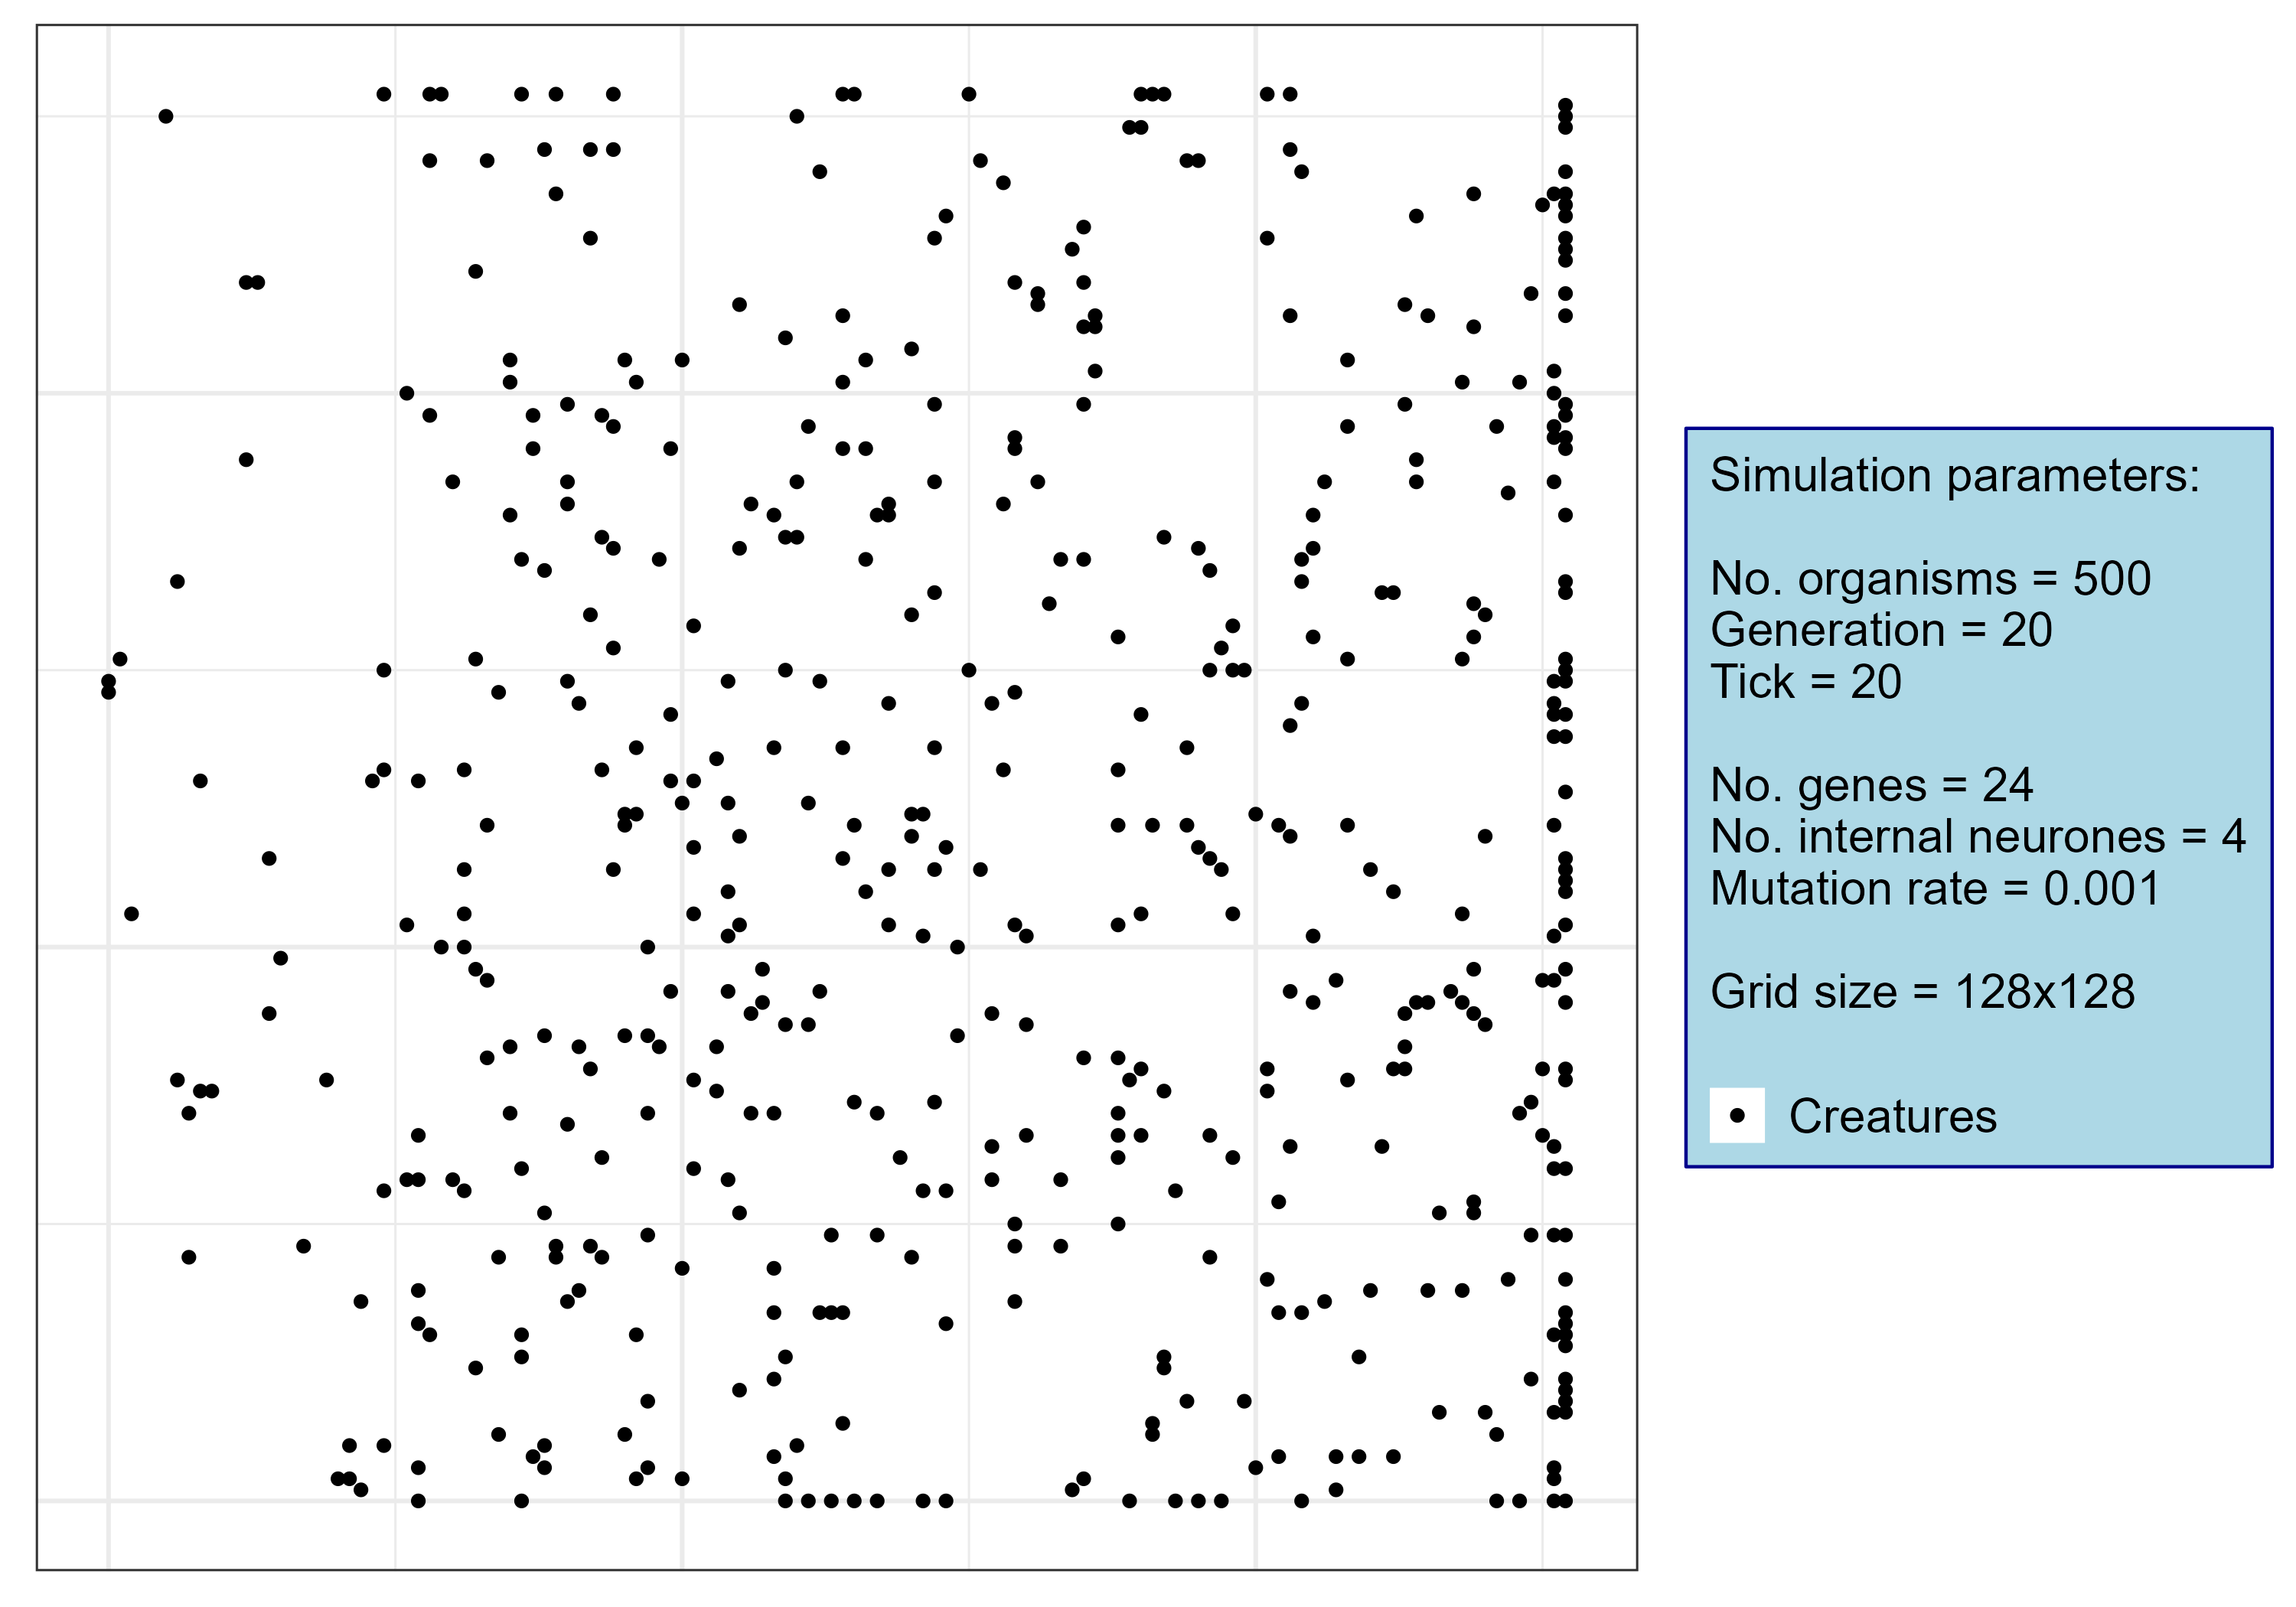 Simulation parameters:
No. organisms = 500
Generation = 20
Tick = 20
No. genes = 24
No. internal neurones = 4
Mutation rate = 0.001
Grid size = 128x128
Creatures